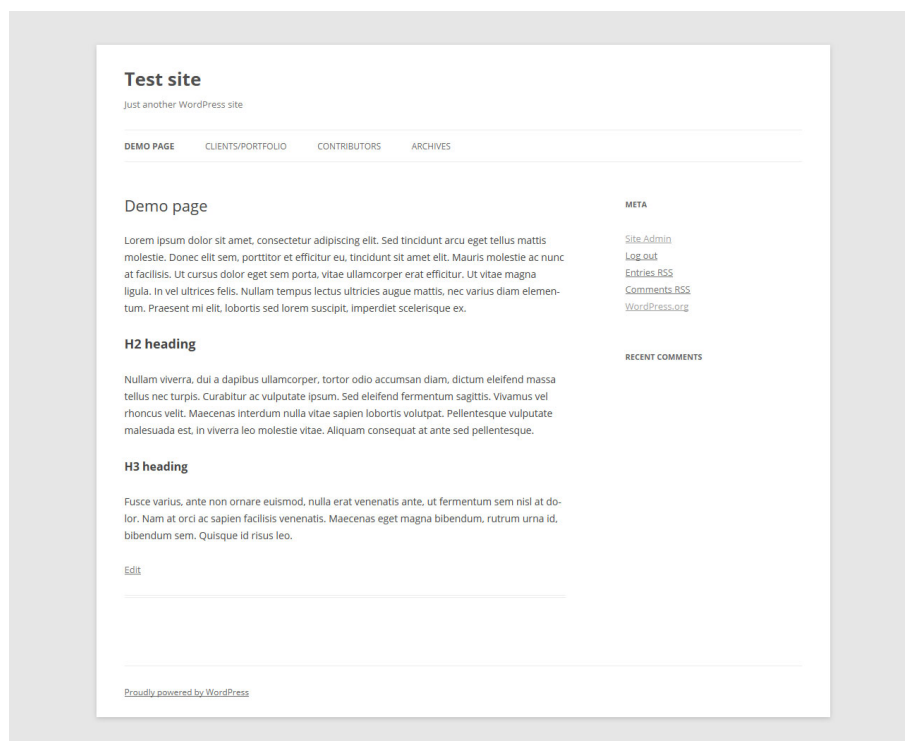 Test site
Just another WordPress site
DEMO PAGE CLIENTS/PORTFOLIO CONTRIBUTORS ARCHIVES
Demo page
Lorem ipsum dolor sit amet, consectetur adipiscing elit. Sed tincidunt arcu eget tellus mattis
molestie. Donec elit sem, porttitor et efficitur eu, tincidunt sit amet elit. Mauris molestie ac nunc
at facilisis. Ut cursus dolor eget sem porta, vitae ullamcorper erat efficitur. Ut vitae magna
ligula. In vel ultrices felis. Nullam tempus lectus ultricies augue mattis, nec varius diam elemen-
tum. Praesent mi elit, lobortis sed lorem suscipit, imperdiet scelerisque ex.
H2 heading
Nullam viverra, dui a dapibus ullamcorper, tortor odio accumsan diam, dictum eleifend massa
tellus nec turpis. Curabitur ac vulputate ipsum. Sed eleifend fermentum sagittis. Vivamus vel
rhoncus velit. Maecenas interdum nulla vitae sapien lobortis volutpat. Pellentesque vulputate
malesuada est, in viverra leo molestie vitae. Aliquam consequat at ante sed pellentesque.
H3 heading
Fusce varius, ante non ornare euismod, nulla erat venenatis ante, ut fermentum sem nisl at do-
lor. Nam at orci ac sapien facilisis venenatis. Maecenas eget magna bibendum, rutrum urna id,
bibendum sem. Quisque id risus leo.
Edit
META
Site Admin
Log out
Entries RSS
Comments RSS
WordPress.org
RECENT COMMENTS
Proudly powered by WordPress